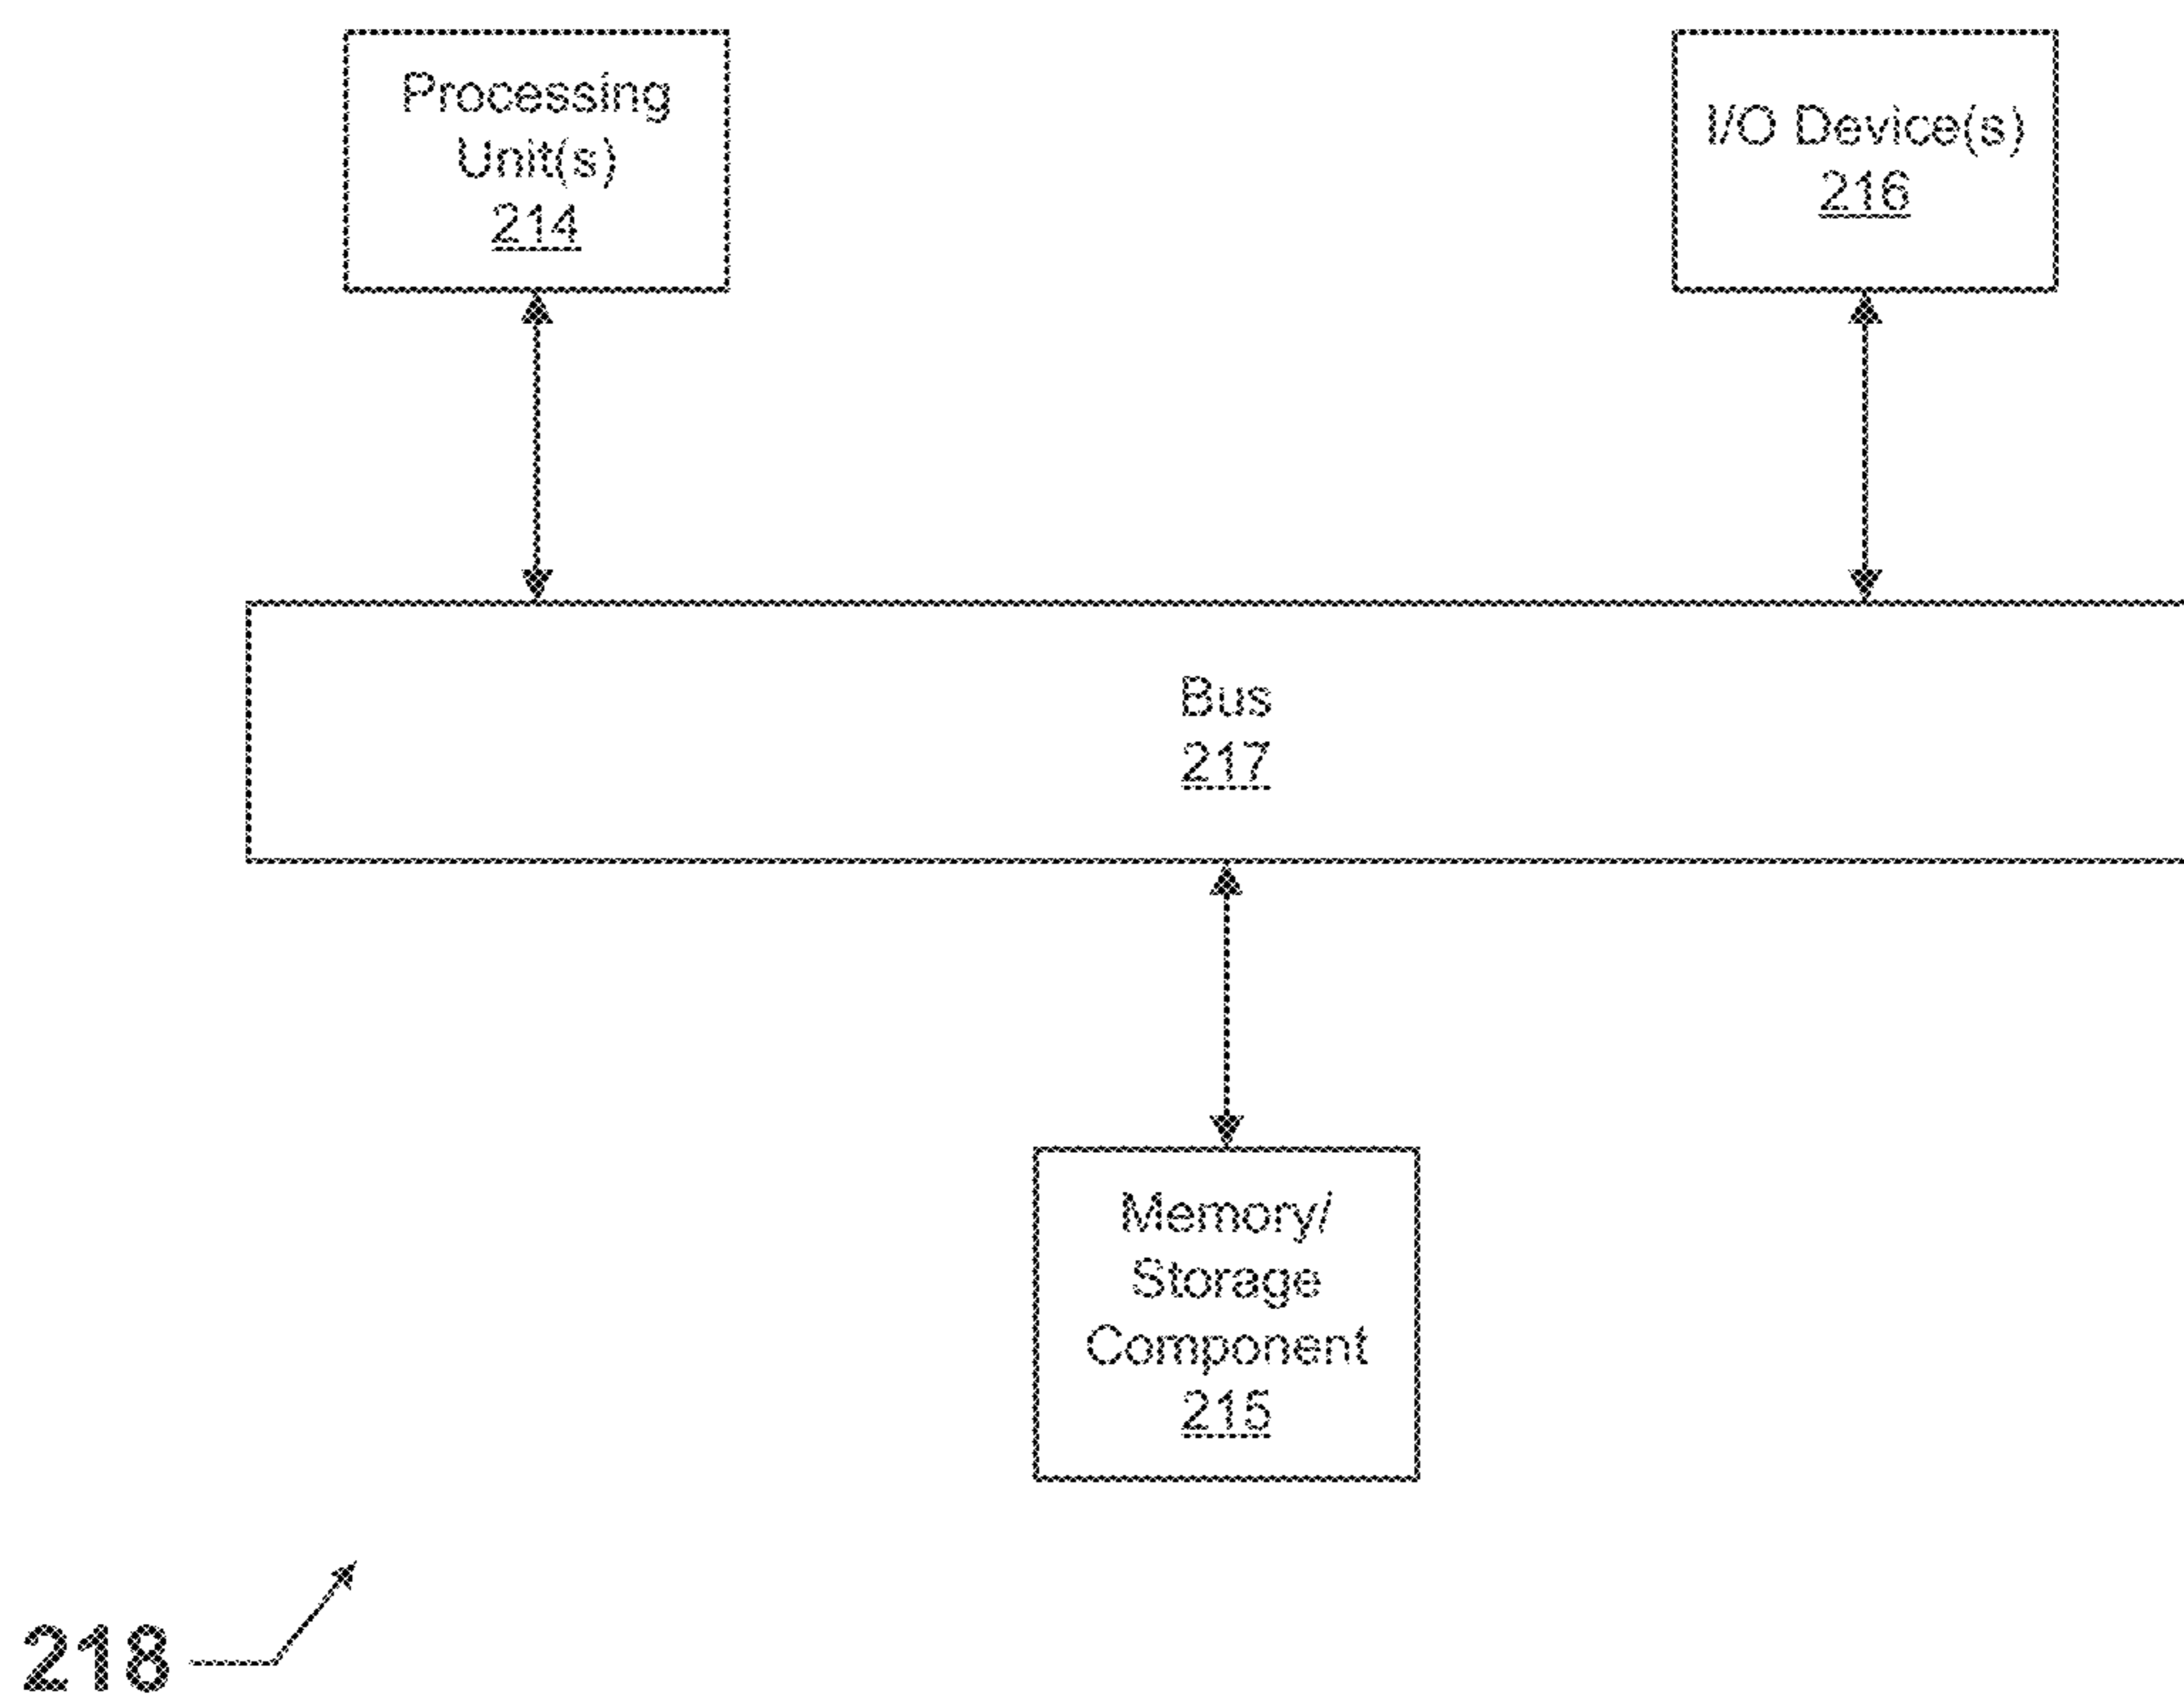 Processing
Unit(s)
214
I/O Device(s)
216
Bus
217
Memory/
Storage
Component
215
218